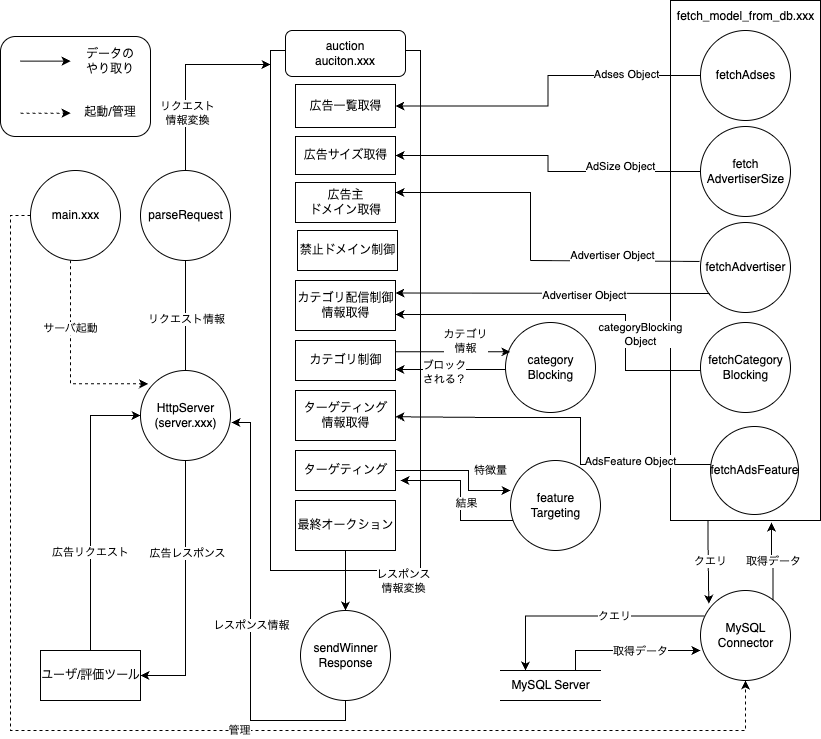 fetch_model_from_db.xxx
データの
やり取り
起動/管理
auction
auciton.xxx
リクエスト
情報変換
広告一覧取得
Adses Object
fetchAdses
広告サイズ取得
AdSize Object
fetch
AdvertiserSize
main.xxx
parseRequest
広告主
ドメイン取得
禁止ドメイン制御
Advertiser Object
fetchAdvertiser
カテゴリ配信制御
情報取得
Advertiser Object
サーバ起動
リクエスト情報
categoryBlocking
Object
カテゴリ制御
カテゴリ
情報
ブロック
される？
category
Blocking
fetchCategory
Blocking
HttpServer
(server.xxx)
ターゲティング
情報取得
AdsFeature Object
fetchAdsFeature
ターゲティング
特徴量
結果
feature
Targeting
最終オークション
広告リクエスト
広告レスポンス
レスポンス
情報変換
クエリ
取得データ
レスポンス情報
sendWinner
Response
クエリ
取得データ
MySQL
Connector
MySQL Server
ユーザ/評価ツール
管理